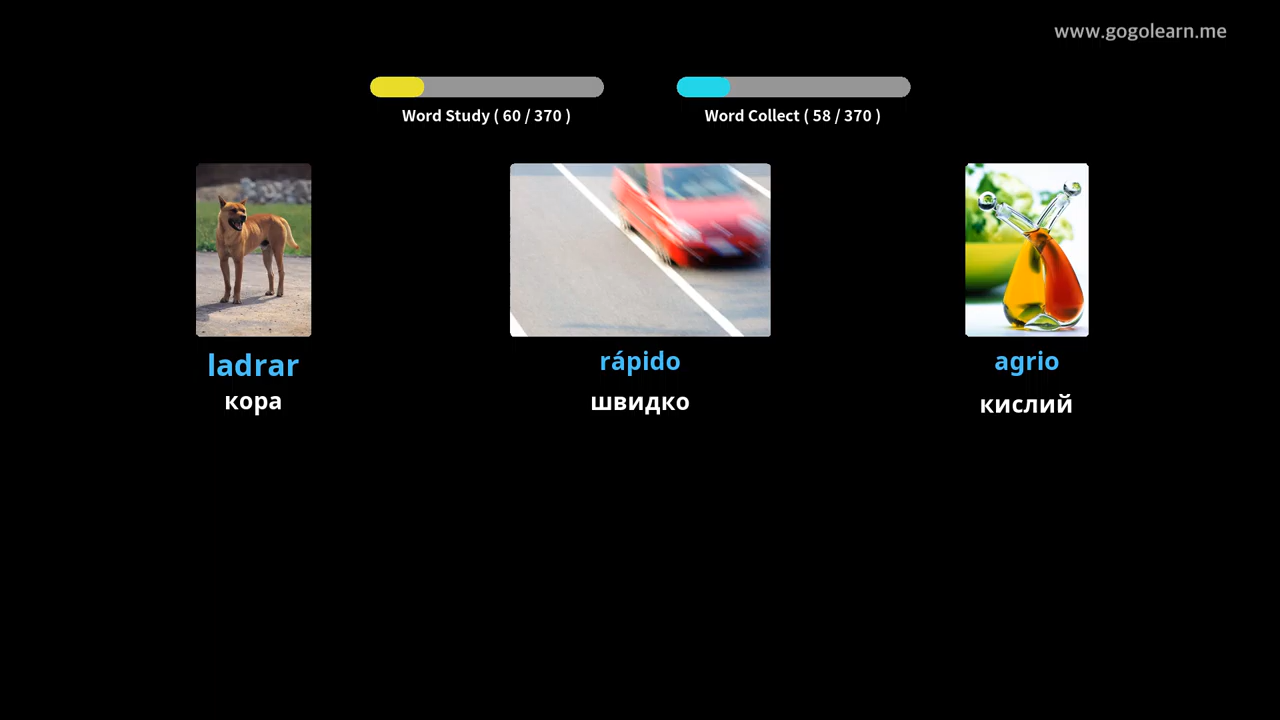 www.gogolearn.me
Word Study ( 60 / 370 )
Word Collect ( 58 / 370 )
ladrar
кора
rápido
швидко
agrio
кислий